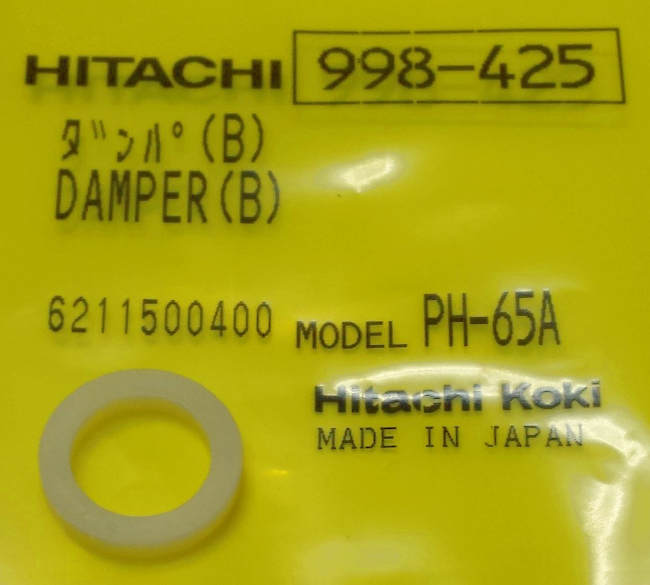 HITACHI 998-425
ﾀﾞﾝﾊﾟ(B)
DAMPER(B)
6211500400 MODEL PH-65A
Hitachi Koki
MADE IN JAPAN